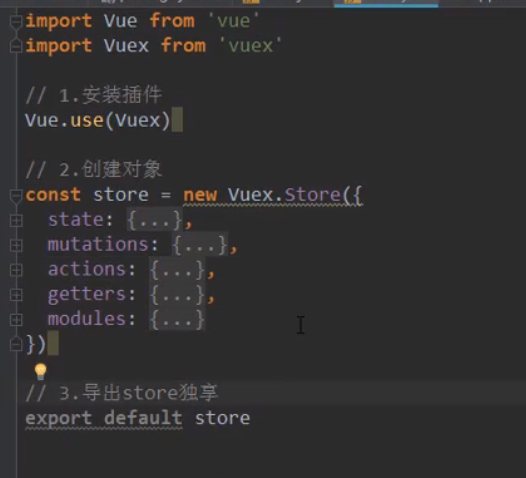 import Vue from 'vue'
import Vuex from 'vuex'
// 1.安装插件
Vue.use(Vuex)
// 2.创建对象
const store = new Vuex.Store({
state: {...},
mutations: {...},
actions: {...},
getters: {...},
modules: {...}
})
// 3.导出store独享
export default store